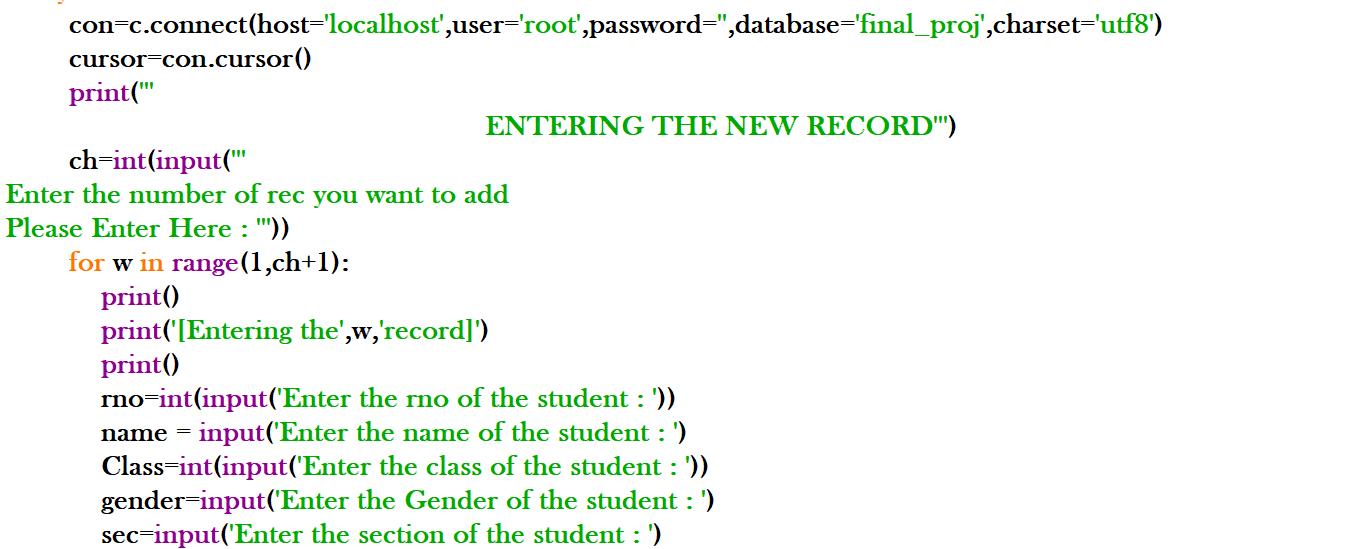 con=c.connect(host='localhost',user='root',password='',database='final_proj',charset='utf8')
cursor=con.cursor()
print('''
ENTERING THE NEW RECORD''')
ch=int(input('''
Enter the number of rec you want to add
Please Enter Here : '''))
for w in range(1,ch+1):
print()
print('[Entering the',w,'record]')
print()
rno=int(input('Enter the rno of the student : '))
name = input('Enter the name of the student : ')
Class=int(input('Enter the class of the student : '))
gender=input('Enter the Gender of the student : ')
sec=input('Enter the section of the student : ')